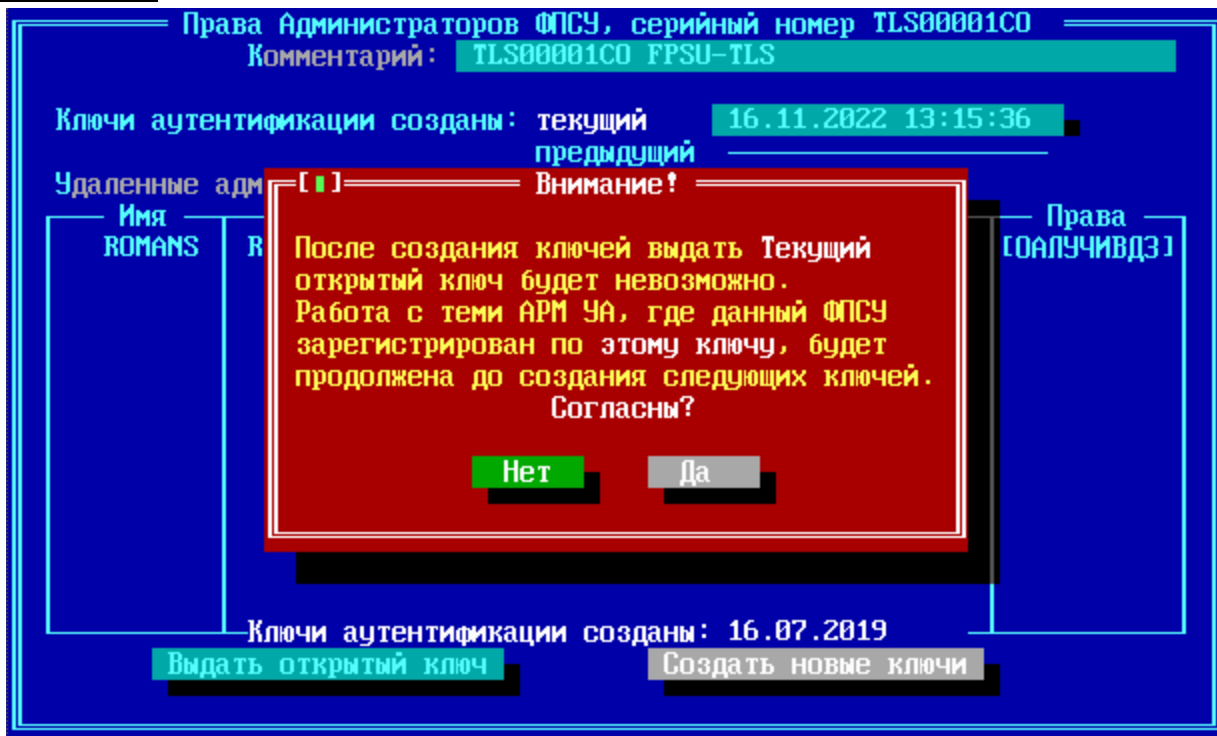 Права Администраторов ФПСУ, серийный номер TLS00001CO
Комментарий: TLS00001CO FPSU-TLS
Ключи аутентификации созданы: текущий 16.11.2022 13:15:36
предыдущий
Удаленные адм
[▮] Внимание!
Имя
Права
ROMANS R
[ОАЛУЧИВДЗ]
После создания ключей выдать Текущий
открытый ключ будет невозможно.
Работа с теми АРМ УА, где данный ФПСУ
зарегистрирован по этому ключу, будет
продолжена до создания следующих ключей.
Согласны?
Нет Да
Ключи аутентификации созданы: 16.07.2019
Выдать открытый ключ Создать новые ключи